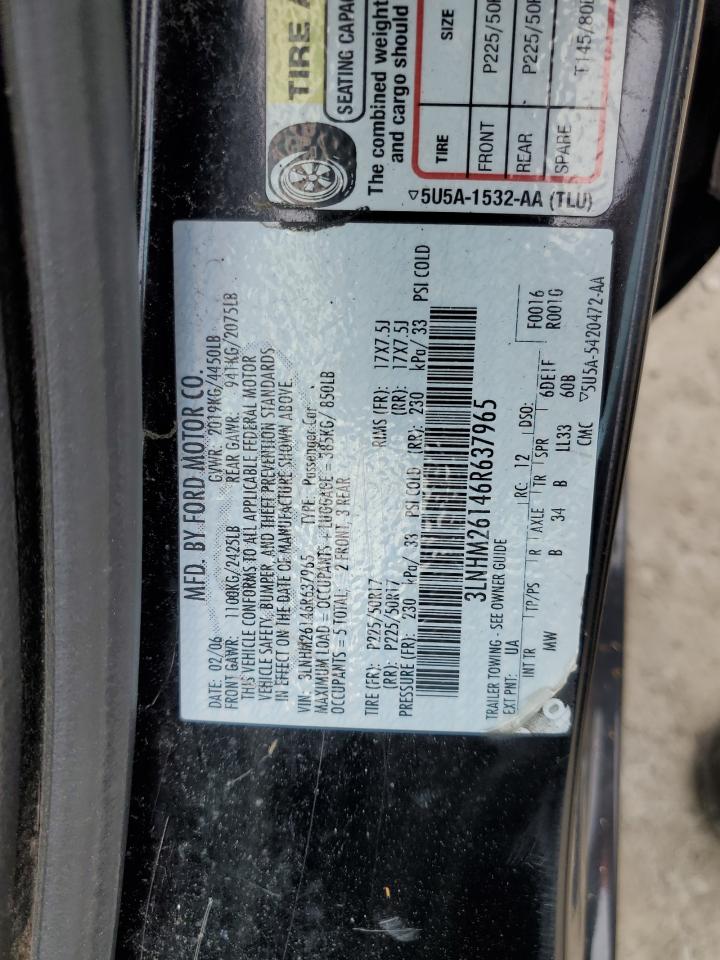 TIRE A
SEATING CAPA
The combined weight
and cargo should
TIRE SIZE
FRONT P225/50R
REAR P225/50R
SPARE T145/80
▽5U5A-1532-AA (TLU)
MFD. BY FORD MOTOR CO.
DATE: 02/06 GVWR: 2019KG/4450LB
FRONT GAWR: 1100KG/2425LB REAR GAWR: 941KG/2075LB
THIS VEHICLE CONFORMS TO ALL APPLICABLE FEDERAL MOTOR
VEHICLE SAFETY, BUMPER, AND THEFT PREVENTION STANDARDS
IN EFFECT ON THE DATE OF MANUFACTURE SHOWN ABOVE.
VIN: 3LNHM26146R637965 TYPE: Passenger Car
MAXIMUM LOAD = OCCUPANTS + LUGGAGE = 385KG/ 850LB
OCCUPANTS = 5 TOTAL; 2 FRONT, 3 REAR
TIRE (FR): P225/50R17 RIMS (FR): 17X7.5J
(RR): P225/50R17 (RR): 17X7.5J
PRESSURE (FR): 230 kPa/ 33 PSI COLD (RR): 230 kPa/ 33 PSI COLD
3LNHM26146R637965
TRAILER TOWING - SEE OWNER GUIDE
EXT PNT: UA RC: 12 DSO: F0016
R001G
INT TR TP/PS R AXLE TR SPR 6DE1F
MW B 34 B LL33 60B
CMC ▽5U5A-5420472-AA